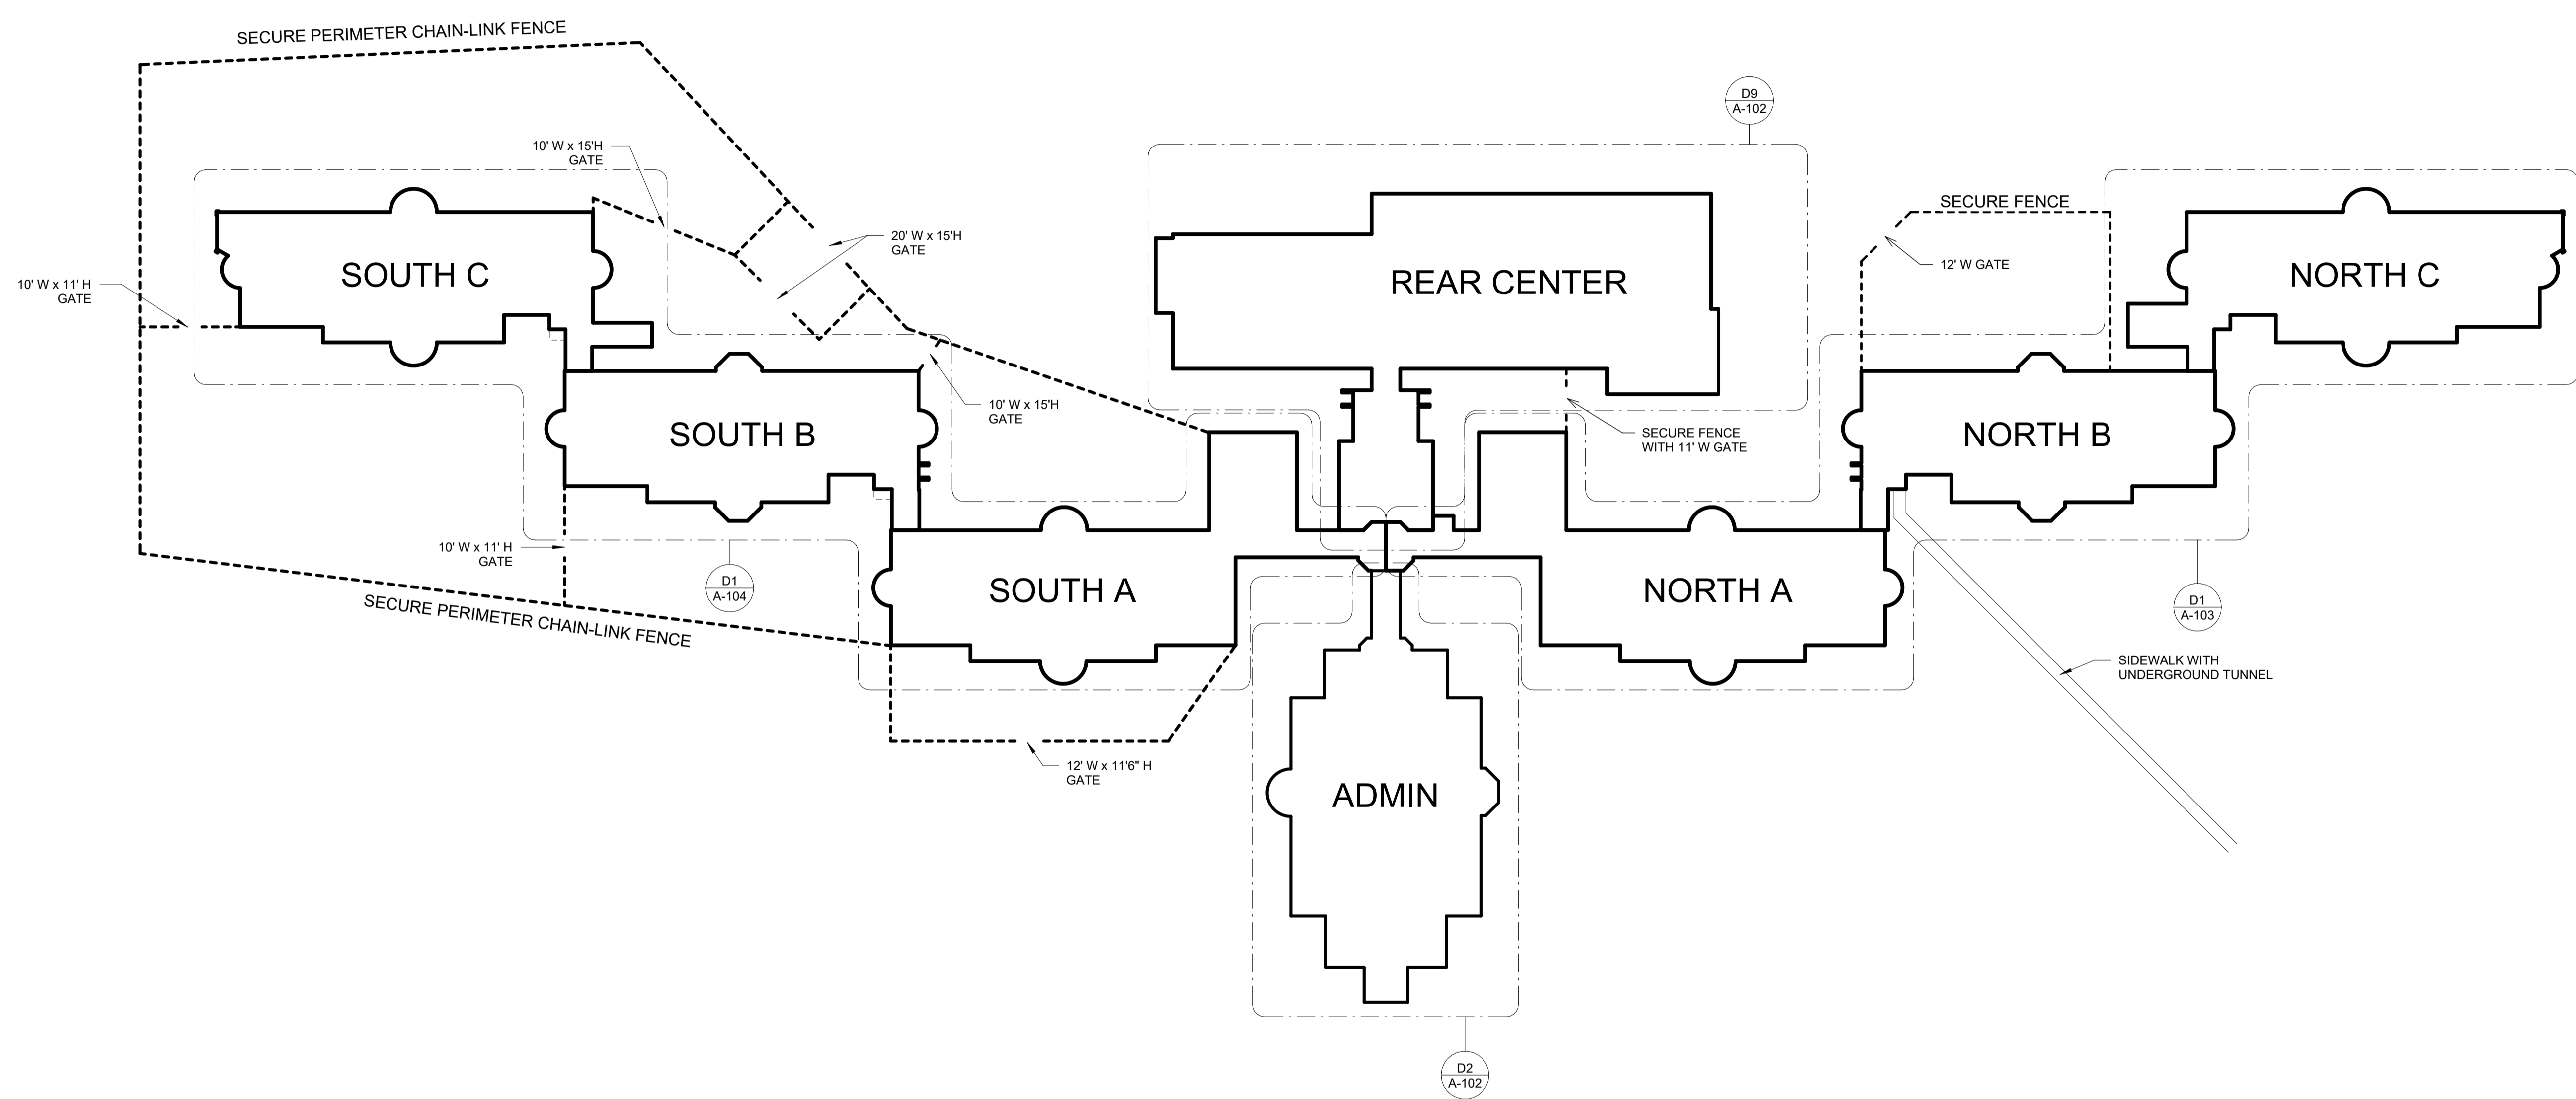 SECURE PERIMETER CHAIN-LINK FENCE
D9
A-102
10' W x 15'H
GATE
SECURE FENCE
20' W x 15'H
GATE
12' W GATE
SOUTH C
REAR CENTER
NORTH C
10' W x 11' H
GATE
10' W x 15'H
GATE
SOUTH B
SECURE FENCE
WITH 11' W GATE
NORTH B
10' W x 11' H
GATE
D1
A-104
SOUTH A
NORTH A
D1
A-103
SECURE PERIMETER CHAIN-LINK FENCE
SIDEWALK WITH
UNDERGROUND TUNNEL
12' W x 11'6" H
GATE
ADMIN
D2
A-102